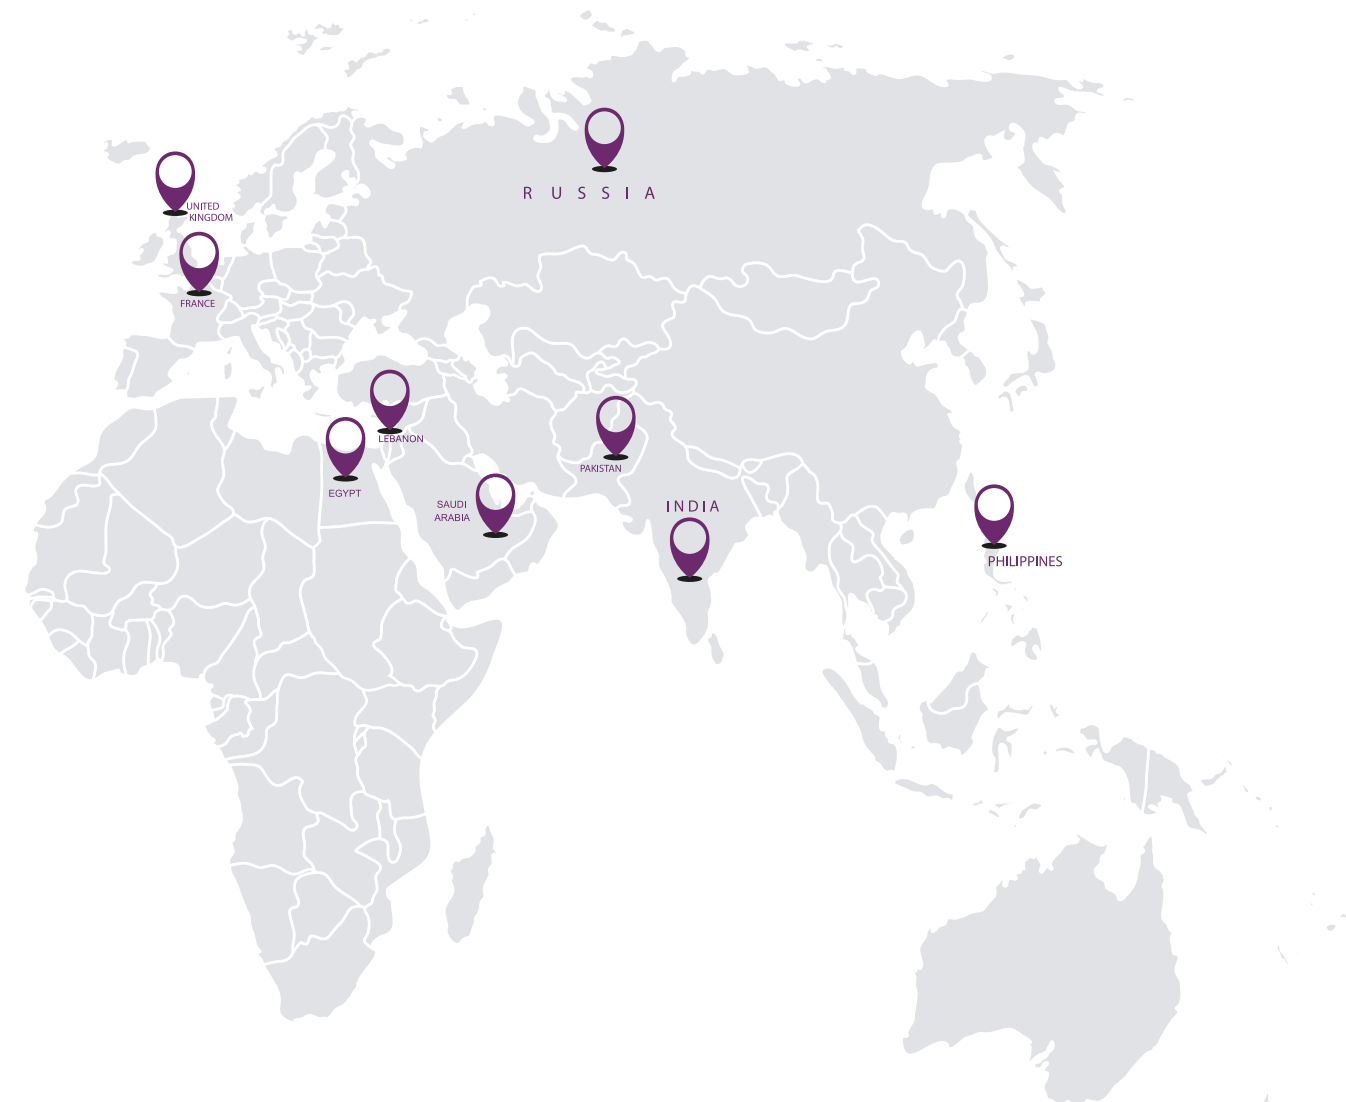 RUSSIA
UNITED
KINGDOM
FRANCE
LEBANON
PAKISTAN
EGYPT
SAUDI
ARABIA
INDIA
PHILIPPINES